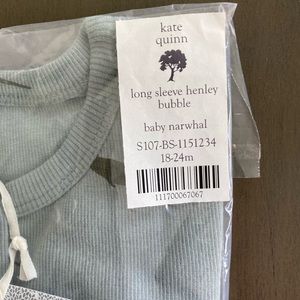 kate
quinn
long sleeve henley
bubble
baby narwhal
S107-BS-1151234
18-24m
111700067067